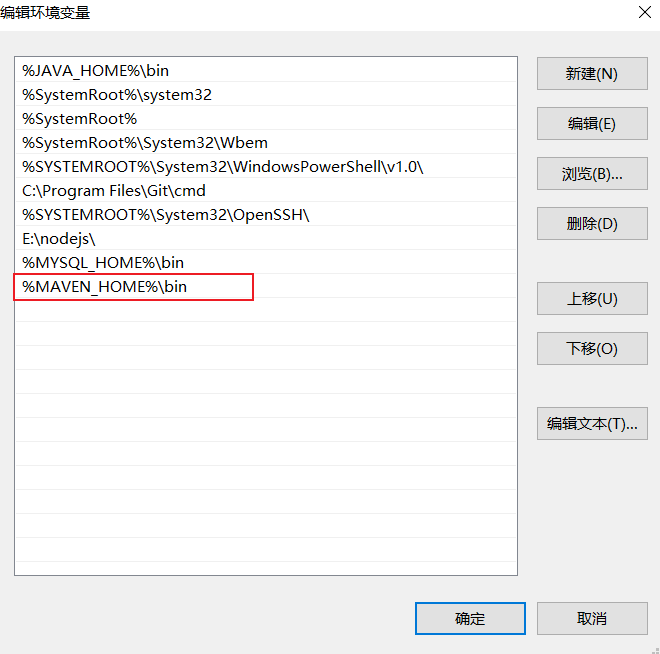 编辑环境变量
%JAVA_HOME%\bin
%SystemRoot%\system32
%SystemRoot%
%SystemRoot%\System32\Wbem
%SYSTEMROOT%\System32\WindowsPowerShell\v1.0\
C:\Program Files\Git\cmd
%SYSTEMROOT%\System32\OpenSSH\
E:\nodejs\
%MYSQL_HOME%\bin
%MAVEN_HOME%\bin
新建(N)
编辑(E)
浏览(B)...
删除(D)
上移(U)
下移(O)
编辑文本(T)...
确定
取消